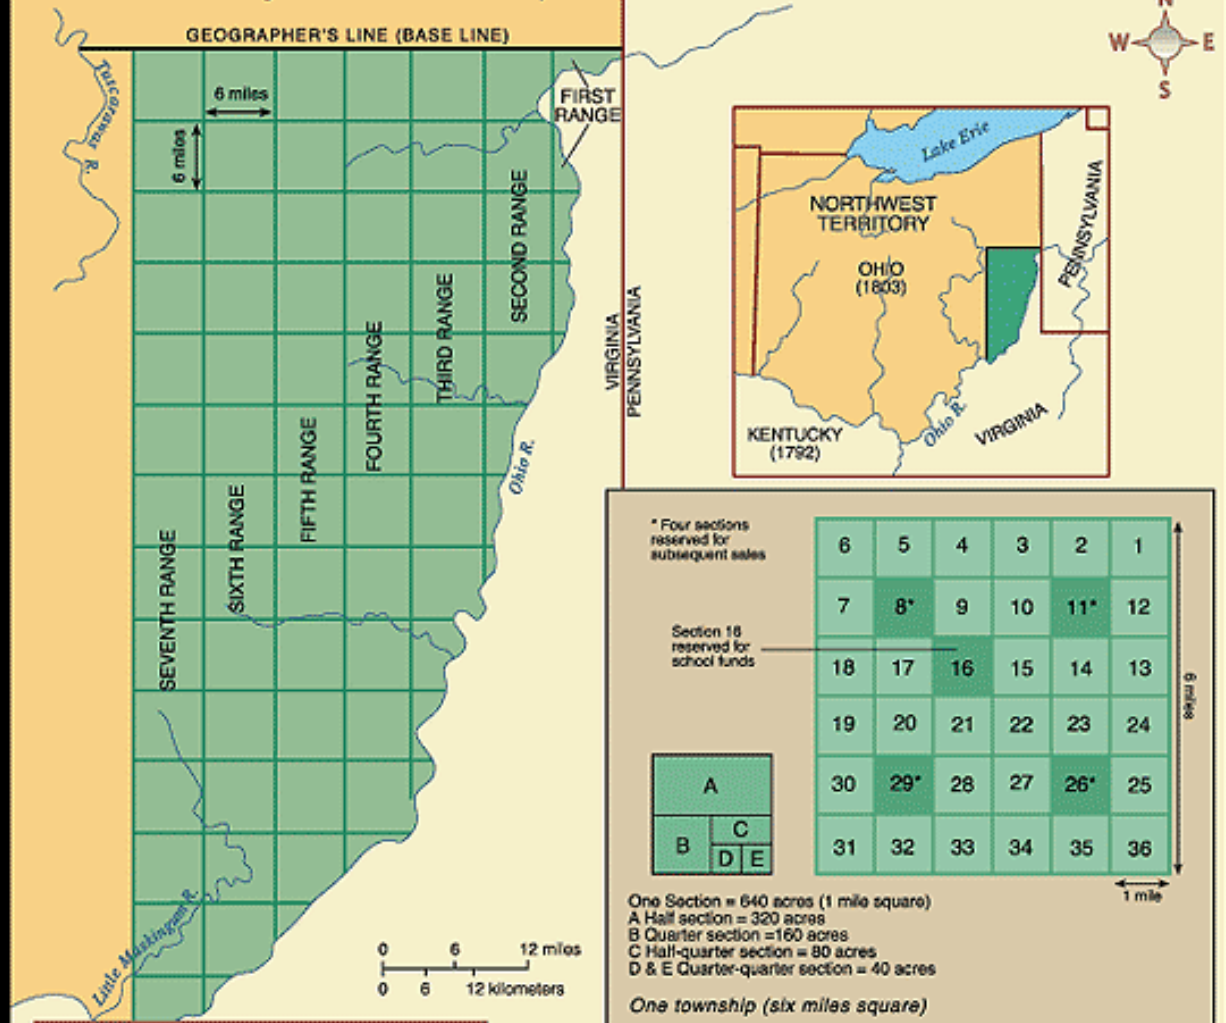 GEOGRAPHER'S LINE (BASE LINE)
Tuscarawas R.
6 miles
6 miles
FIRST
RANGE
SECOND RANGE
THIRD RANGE
FOURTH RANGE
FIFTH RANGE
SIXTH RANGE
SEVENTH RANGE
Ohio R.
VIRGINIA
PENNSYLVANIA
Little Muskingum R.
0 6 12 miles
0 6 12 kilometers
N
W E
S
Lake Erie
NORTHWEST
TERRITORY
OHIO
(1803)
PENNSYLVANIA
KENTUCKY
(1792)
Ohio R.
VIRGINIA
* Four sections
reserved for
subsequent sales
Section 16
reserved for
school funds
6 5 4 3 2 1
7 8* 9 10 11* 12
18 17 16 15 14 13
19 20 21 22 23 24
30 29* 28 27 26* 25
31 32 33 34 35 36
6 miles
1 mile
A
B
C
D E
One Section = 640 acres (1 mile square)
A Half section = 320 acres
B Quarter section =160 acres
C Half-quarter section = 80 acres
D & E Quarter-quarter section = 40 acres
One township (six miles square)